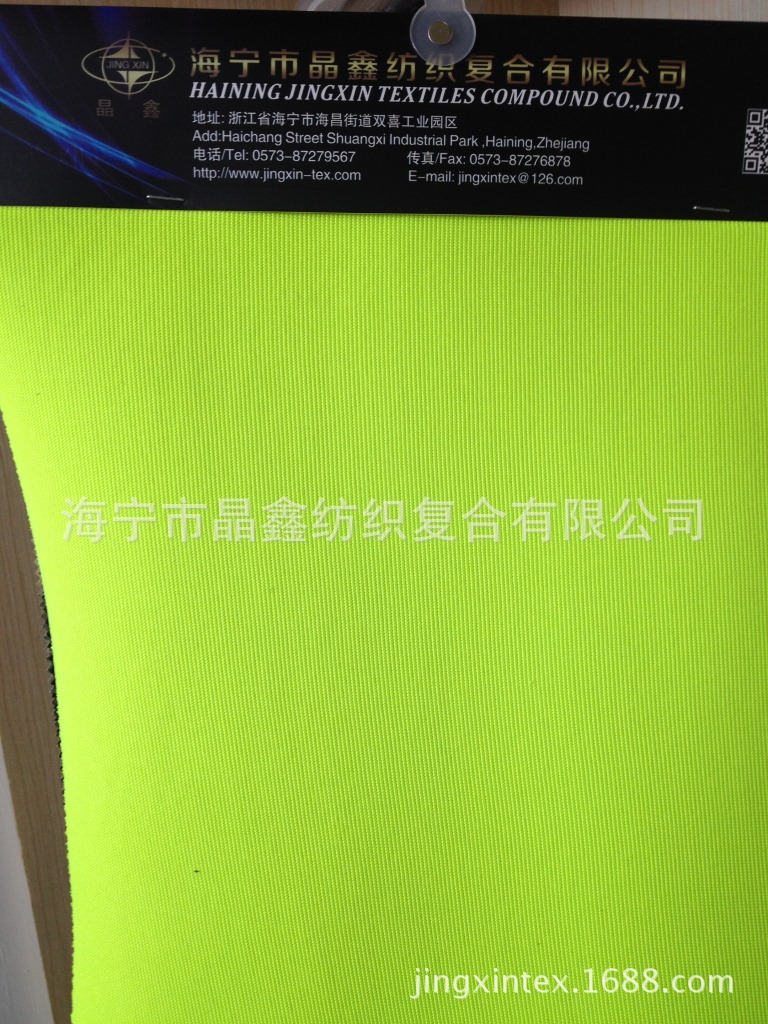 JING XIN
晶 鑫
海宁市晶鑫纺织复合有限公司
HAINING JINGXIN TEXTILES COMPOUND CO.,LTD.
地址: 浙江省海宁市海昌街道双喜工业园区
Add:Haichang Street Shuangxi Industrial Park ,Haining,Zhejiang
电话/Tel: 0573-87279567 传真/Fax: 0573-87276878
http://www.jingxin-tex.com E-mail: jingxintex@126.com
海宁市晶鑫纺织复合有限公司
jingxintex.1688.com